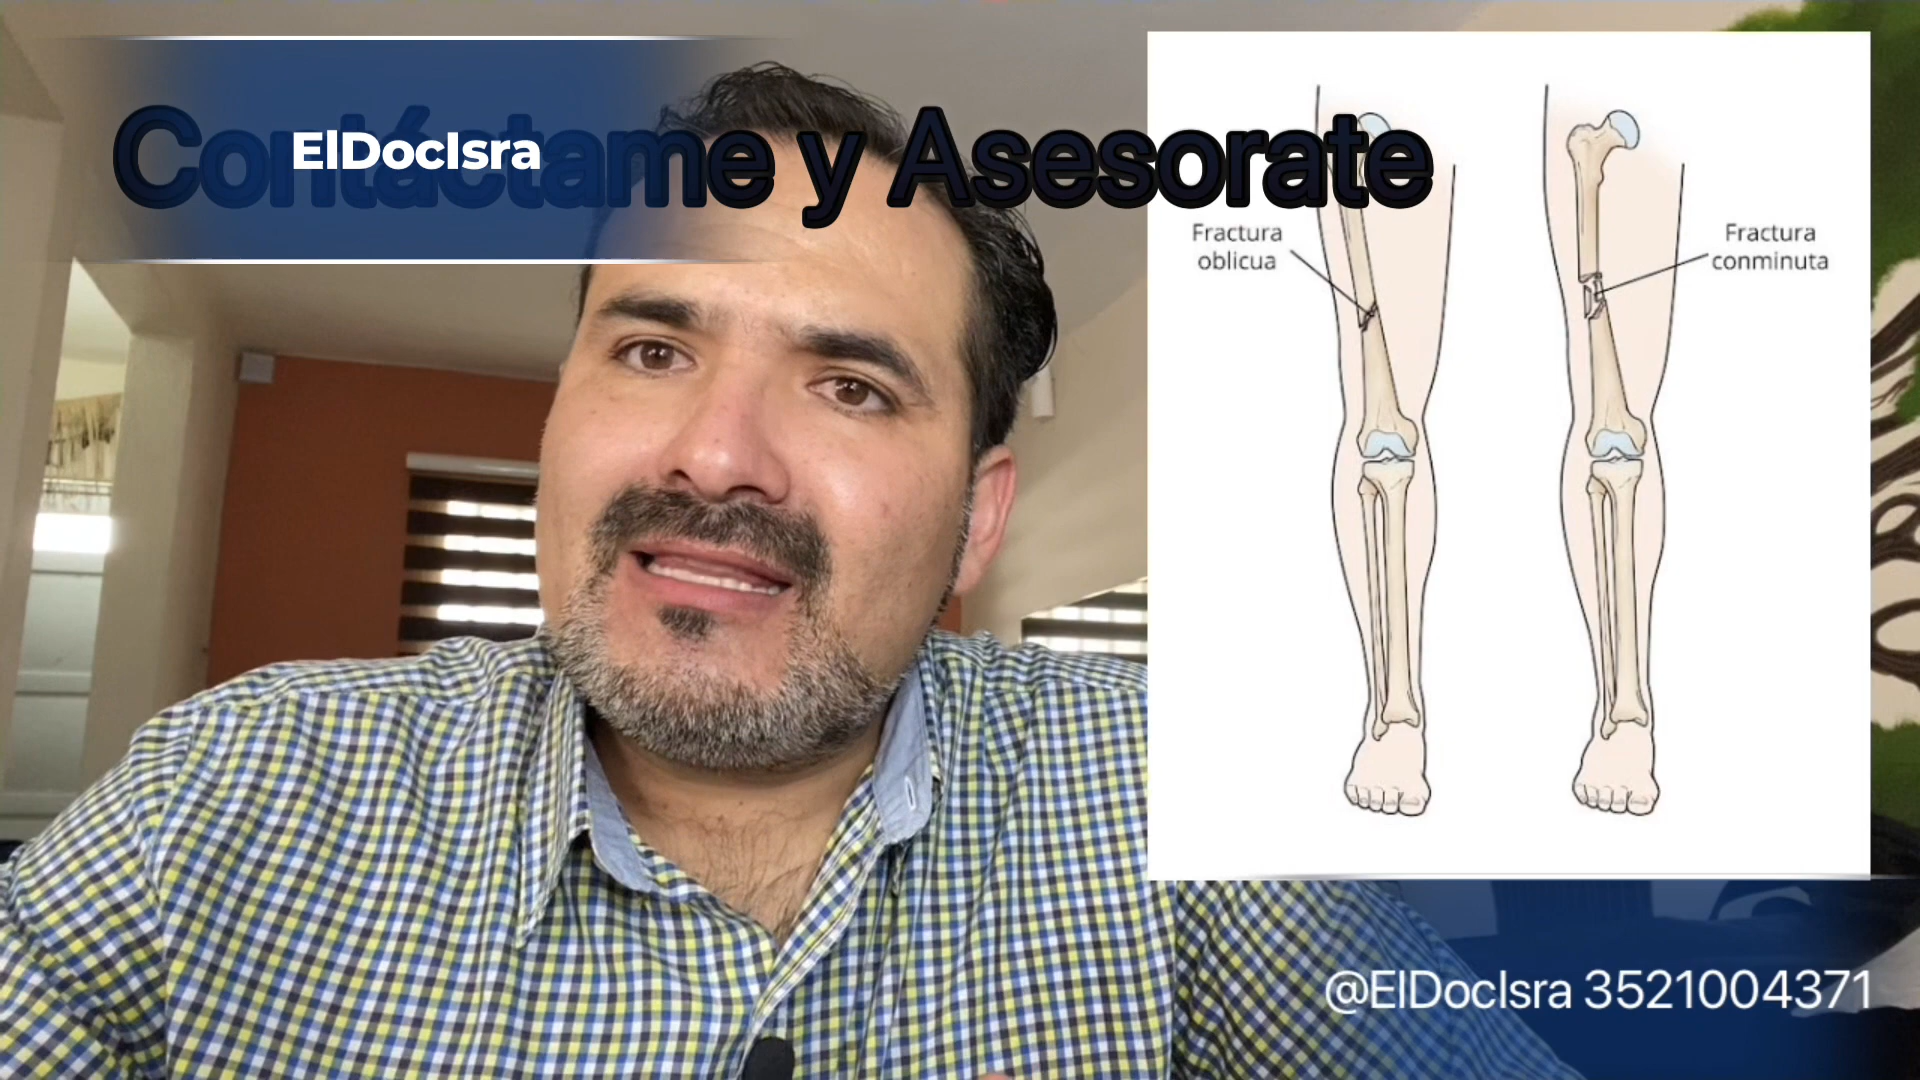 Contáctame y Asesorate
ElDocIsra
Fractura
oblicua
Fractura
conminuta
@ElDocIsra 3521004371